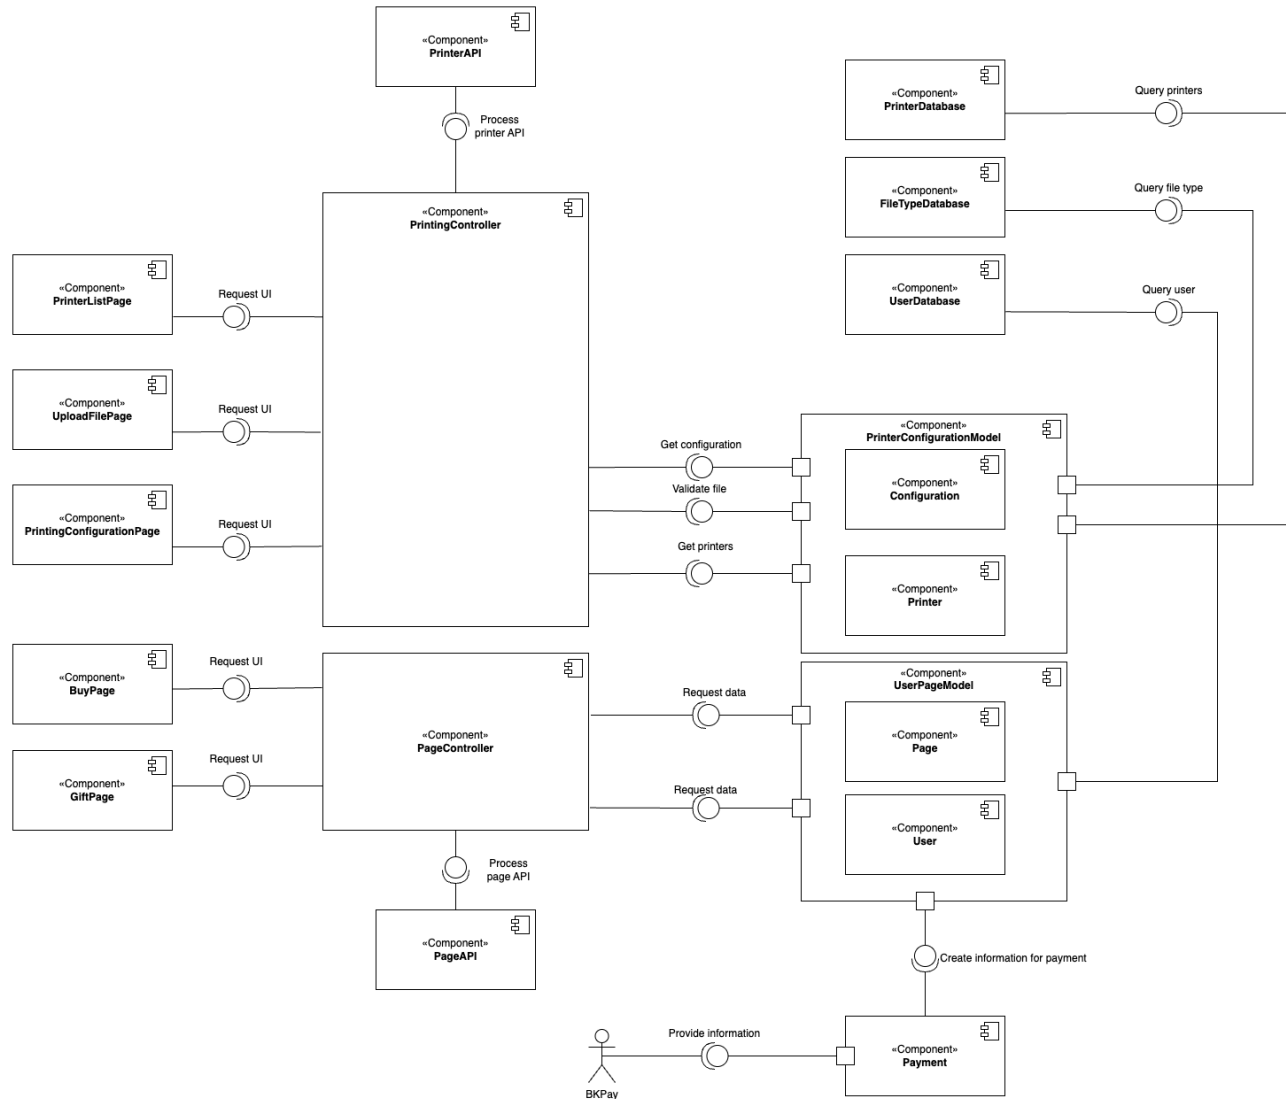 «Component»
PrinterAPI
Process
printer API
«Component»
PrinterDatabase
Query printers
«Component»
FileTypeDatabase
Query file type
«Component»
UserDatabase
Query user
«Component»
PrintingController
«Component»
PrinterListPage
Request UI
«Component»
UploadFilePage
Request UI
«Component»
PrintingConfigurationPage
Request UI
Get configuration
Validate file
Get printers
«Component»
PrinterConfigurationModel
«Component»
Configuration
«Component»
Printer
«Component»
BuyPage
Request UI
«Component»
GiftPage
Request UI
«Component»
PageController
Request data
Request data
«Component»
UserPageModel
«Component»
Page
«Component»
User
Process
page API
«Component»
PageAPI
Create information for payment
Provide information
BKPay
«Component»
Payment